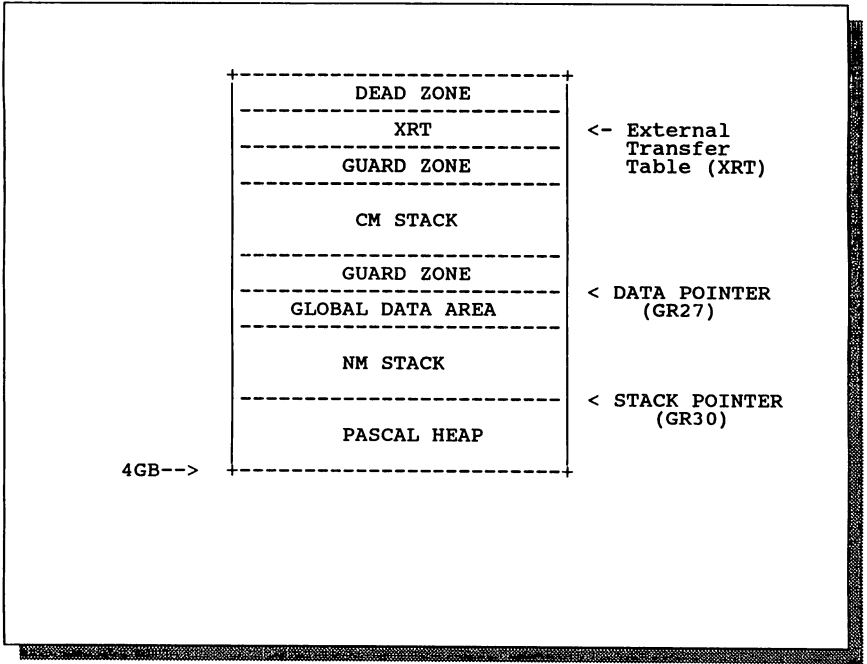 DEAD ZONE
XRT <- External
Transfer
Table (XRT)
GUARD ZONE
CM STACK
GUARD ZONE
< DATA POINTER
(GR27)
GLOBAL DATA AREA
NM STACK
< STACK POINTER
(GR30)
PASCAL HEAP
4GB-->